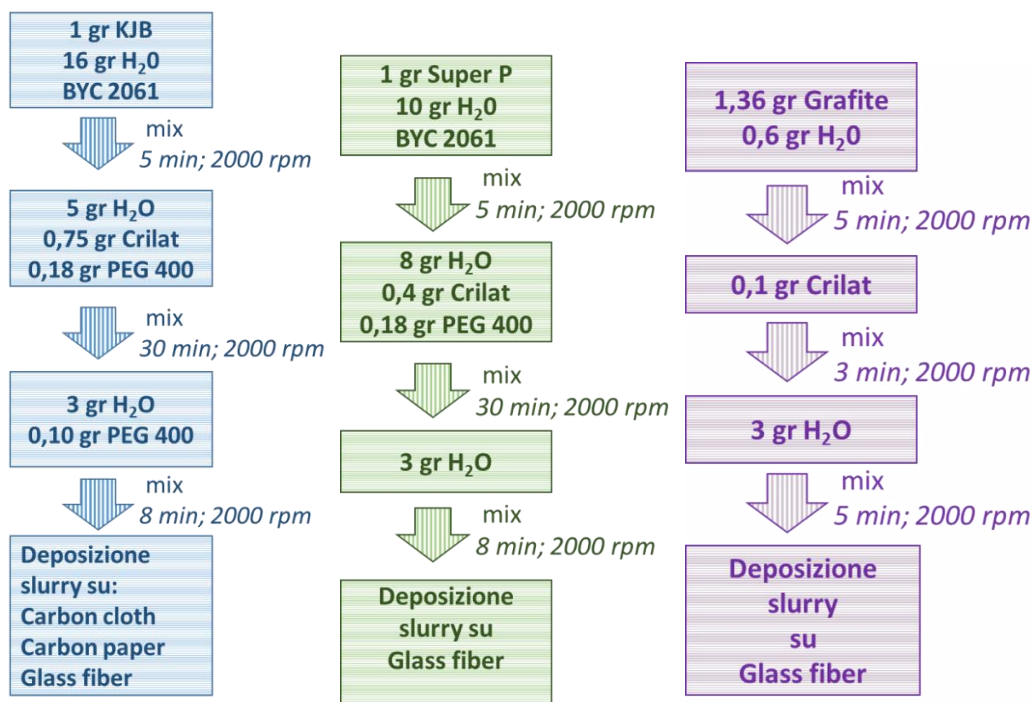 1 gr KJB
16 gr H₂0
BYC 2061
mix
5 min; 2000 rpm
5 gr H₂O
0,75 gr Crilat
0,18 gr PEG 400
mix
30 min; 2000 rpm
3 gr H₂O
0,10 gr PEG 400
mix
8 min; 2000 rpm
Deposizione
slurry su:
Carbon cloth
Carbon paper
Glass fiber
1 gr Super P
10 gr H₂0
BYC 2061
mix
5 min; 2000 rpm
8 gr H₂O
0,4 gr Crilat
0,18 gr PEG 400
mix
30 min; 2000 rpm
3 gr H₂O
mix
8 min; 2000 rpm
Deposizione
slurry su
Glass fiber
1,36 gr Grafite
0,6 gr H₂0
mix
5 min; 2000 rpm
0,1 gr Crilat
mix
3 min; 2000 rpm
3 gr H₂O
mix
5 min; 2000 rpm
Deposizione
slurry
su
Glass fiber